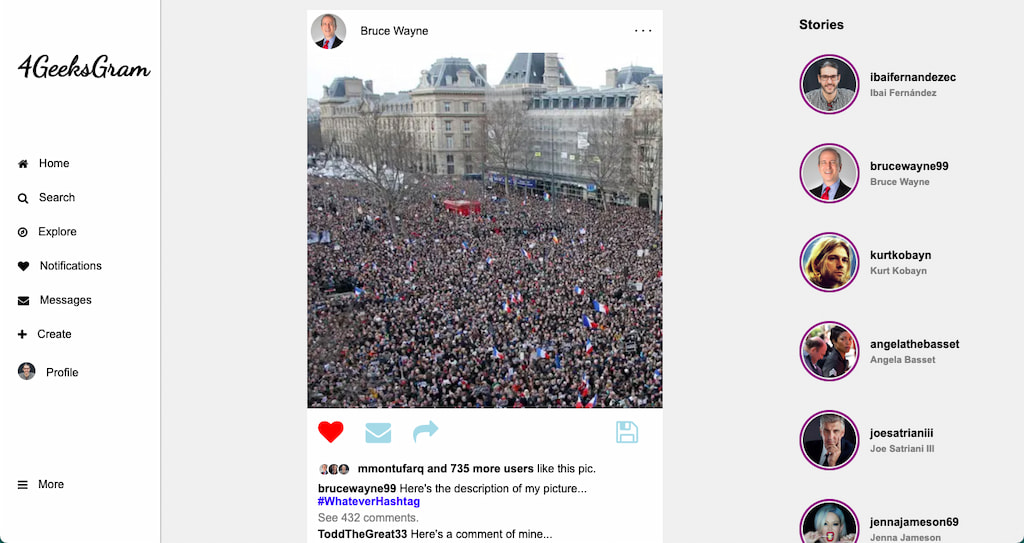 4GeeksGram
Home
Search
Explore
Notifications
Messages
Create
Profile
More
Bruce Wayne
...
mmontufarq and 735 more users like this pic.
brucewayne99 Here's the description of my picture...
#WhateverHashtag
See 432 comments.
ToddTheGreat33 Here's a comment of mine...
Stories
ibaifernandezec
Ibai Fernández
brucewayne99
Bruce Wayne
kurtkobayn
Kurt Kobayn
angelathebasset
Angela Basset
joesatrianiii
Joe Satriani III
jennajameson69
Jenna Jameson